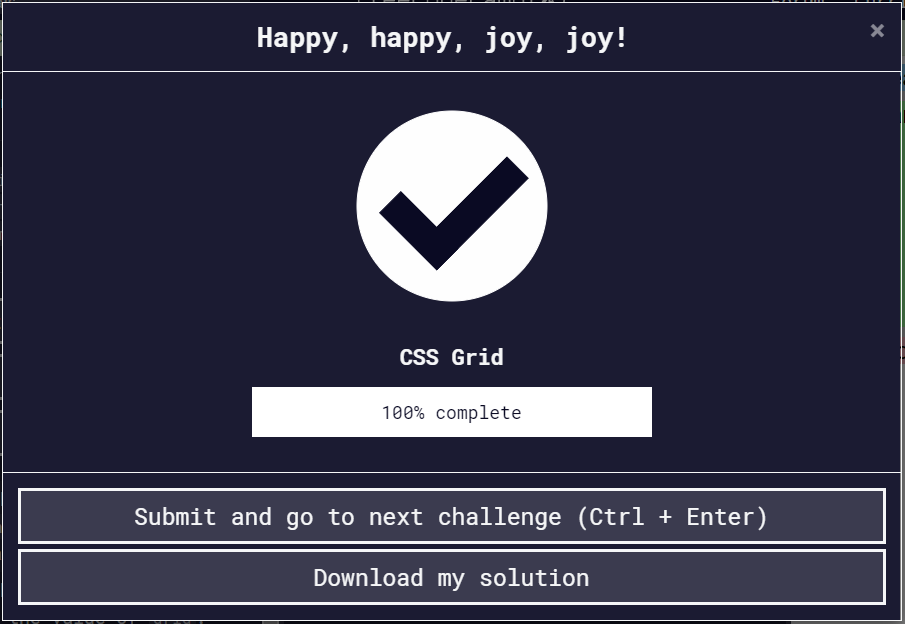 Happy, happy, joy, joy!
×
CSS Grid
100% complete
Submit and go to next challenge (Ctrl + Enter)
Download my solution